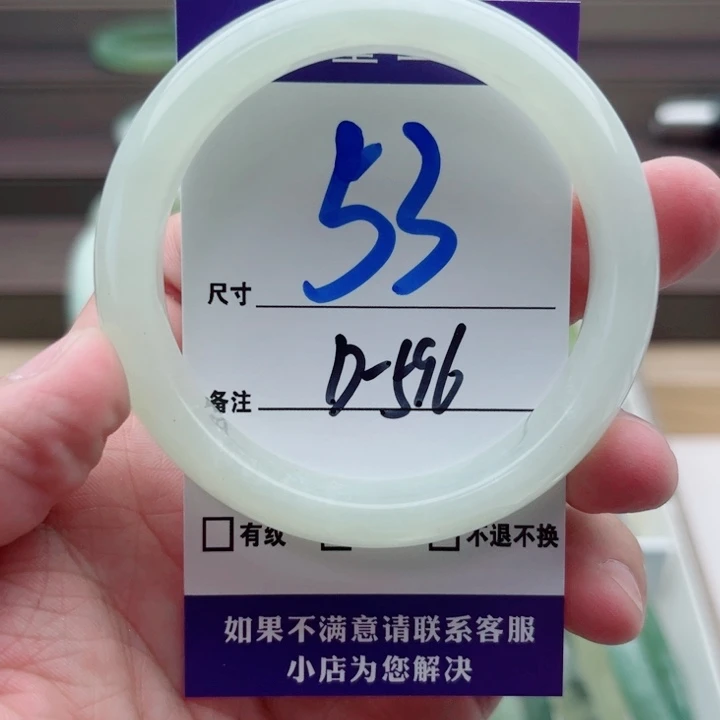 53
尺寸
D-596
备注
有纹 不退不换
如果不满意请联系客服
小店为您解决